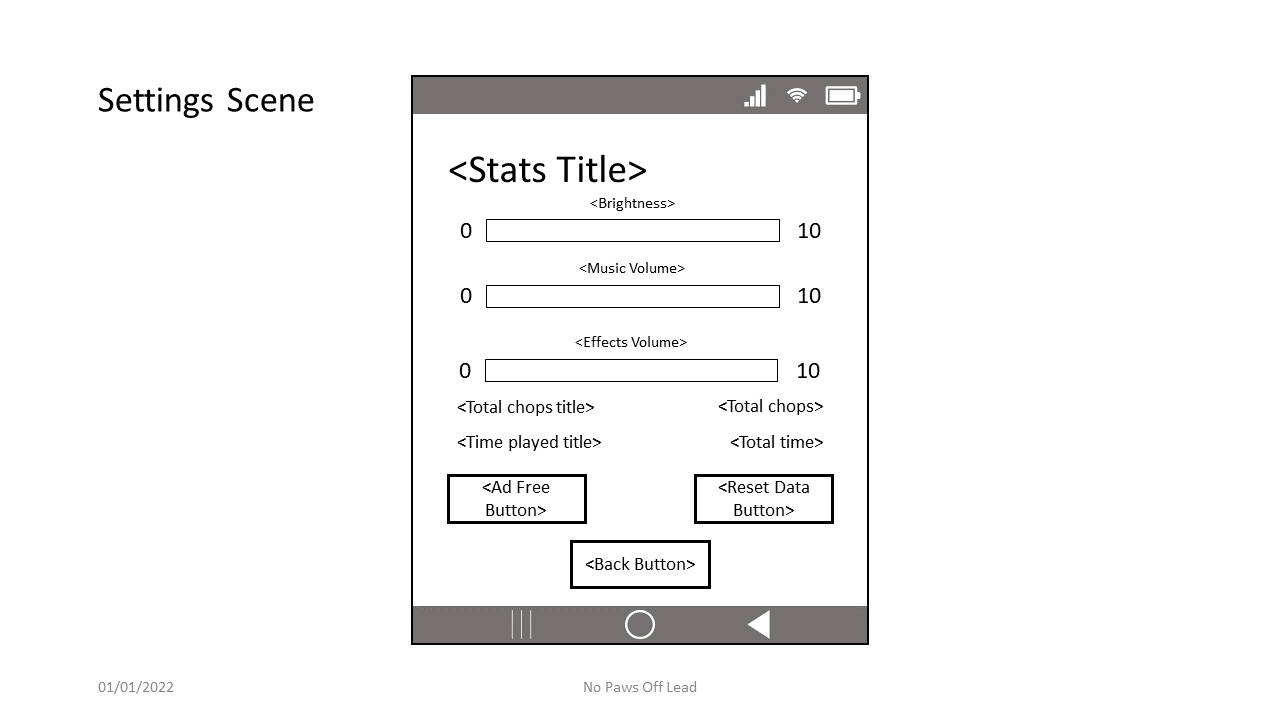 Settings Scene
<Stats Title>
<Brightness>
0 10
<Music Volume>
0 10
<Effects Volume>
0 10
<Total chops title> <Total chops>
<Time played title> <Total time>
<Ad Free
Button>
<Reset Data
Button>
<Back Button>
01/01/2022 No Paws Off Lead